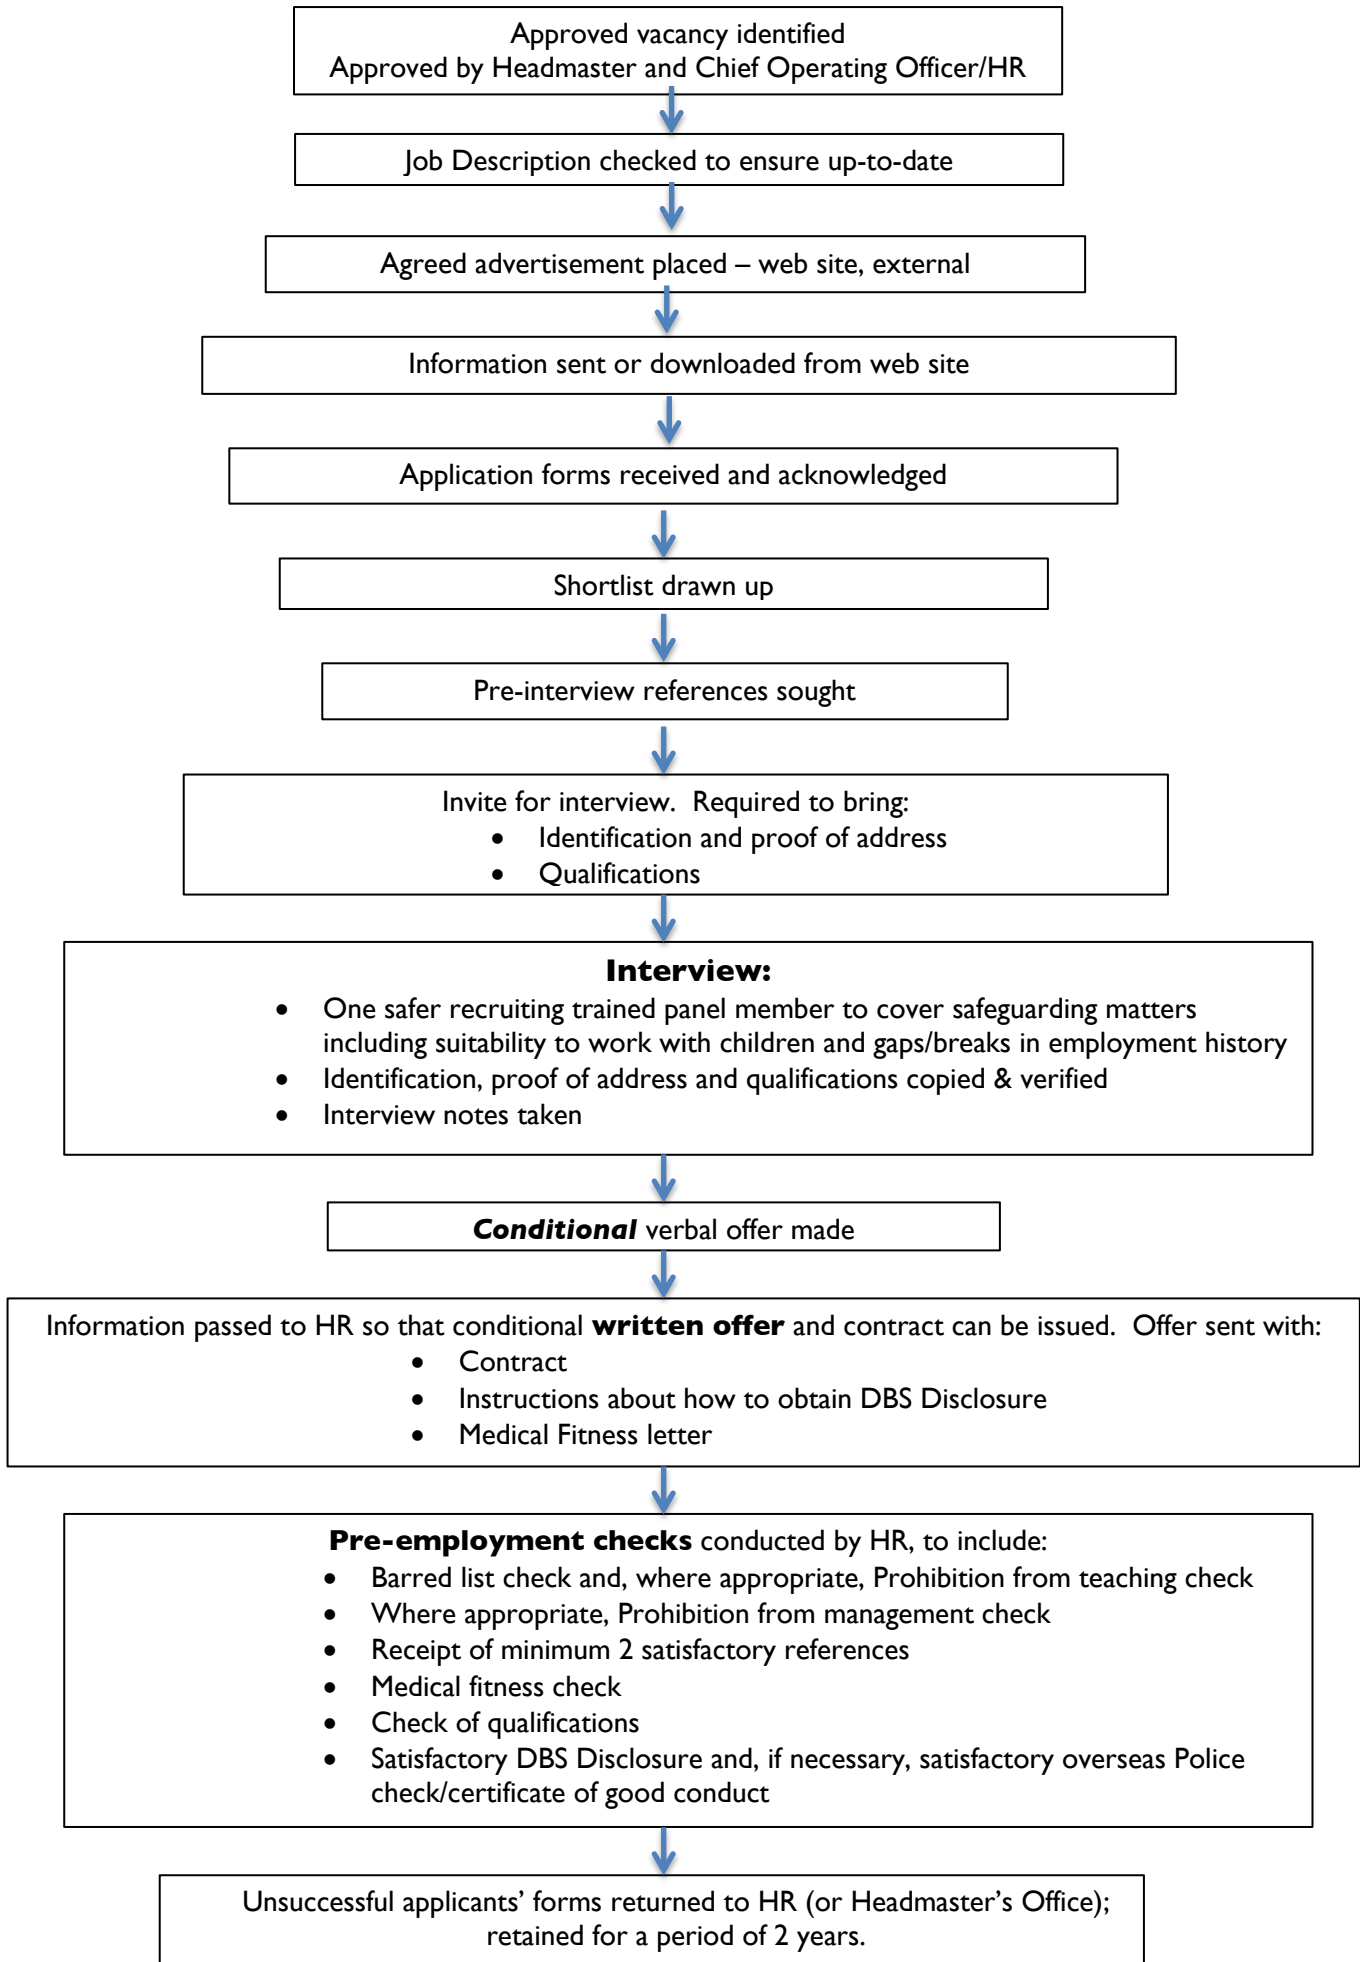 Approved vacancy identified
Approved by Headmaster and Chief Operating Officer/HR
Job Description checked to ensure up-to-date
Agreed advertisement placed – web site, external
Information sent or downloaded from web site
Application forms received and acknowledged
Shortlist drawn up
Pre-interview references sought
Invite for interview.  Required to bring:
• Identification and proof of address
• Qualifications
Interview:
• One safer recruiting trained panel member to cover safeguarding matters
including suitability to work with children and gaps/breaks in employment history
• Identification, proof of address and qualifications copied & verified
• Interview notes taken
Conditional verbal offer made
Information passed to HR so that conditional written offer and contract can be issued.  Offer sent with:
• Contract
• Instructions about how to obtain DBS Disclosure
• Medical Fitness letter
Pre-employment checks conducted by HR, to include:
• Barred list check and, where appropriate, Prohibition from teaching check
• Where appropriate, Prohibition from management check
• Receipt of minimum 2 satisfactory references
• Medical fitness check
• Check of qualifications
• Satisfactory DBS Disclosure and, if necessary, satisfactory overseas Police
check/certificate of good conduct
Unsuccessful applicants’ forms returned to HR (or Headmaster’s Office);
retained for a period of 2 years.